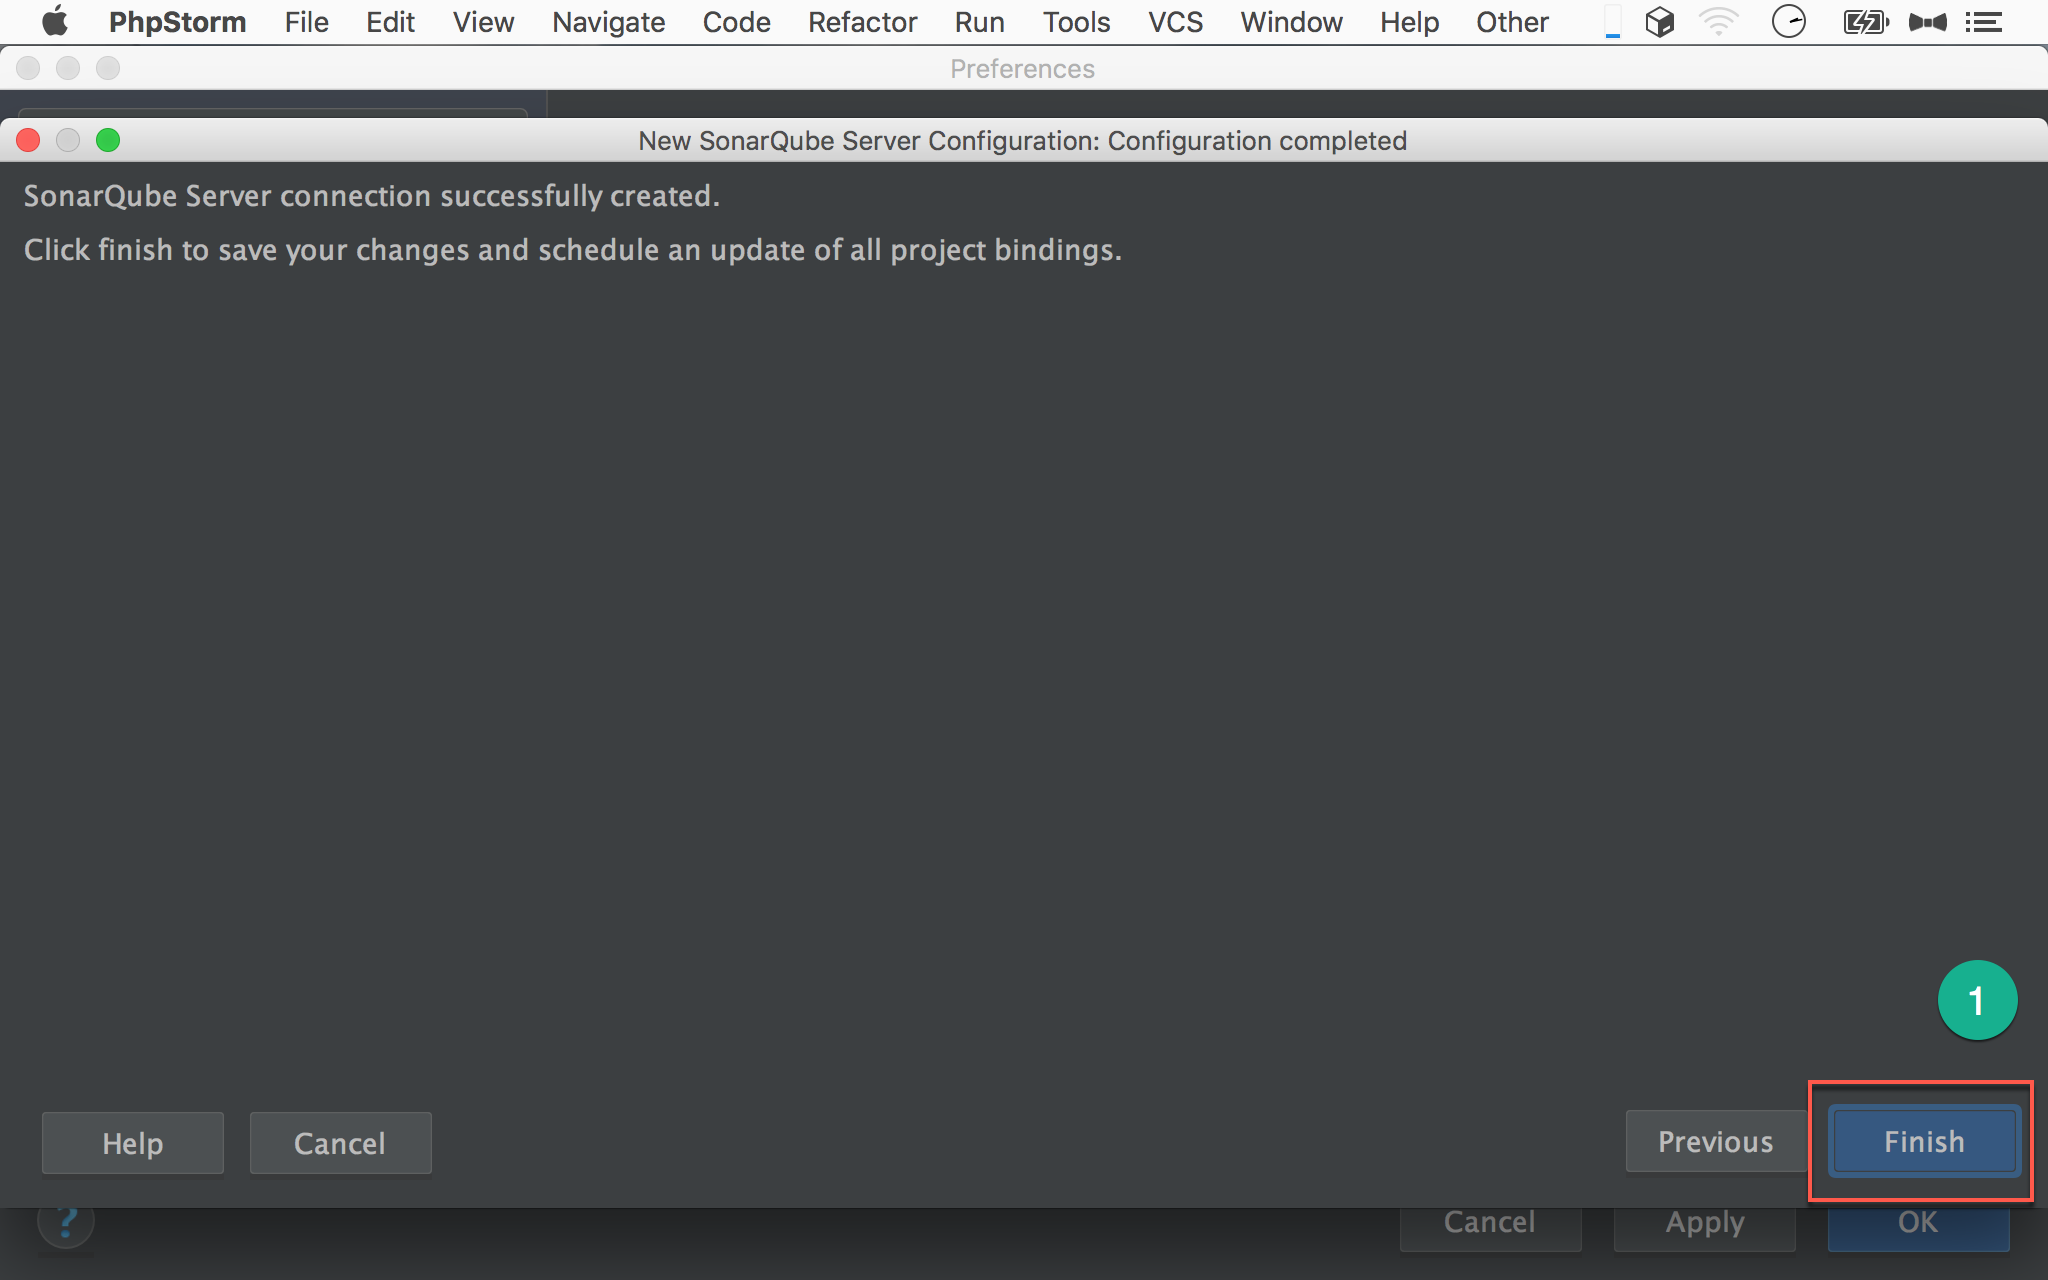 PhpStorm File Edit View Navigate Code Refactor Run Tools VCS Window Help Other
Preferences
New SonarQube Server Configuration: Configuration completed
SonarQube Server connection successfully created.
Click finish to save your changes and schedule an update of all project bindings.
1
Help Cancel Previous Finish
? Cancel Apply OK